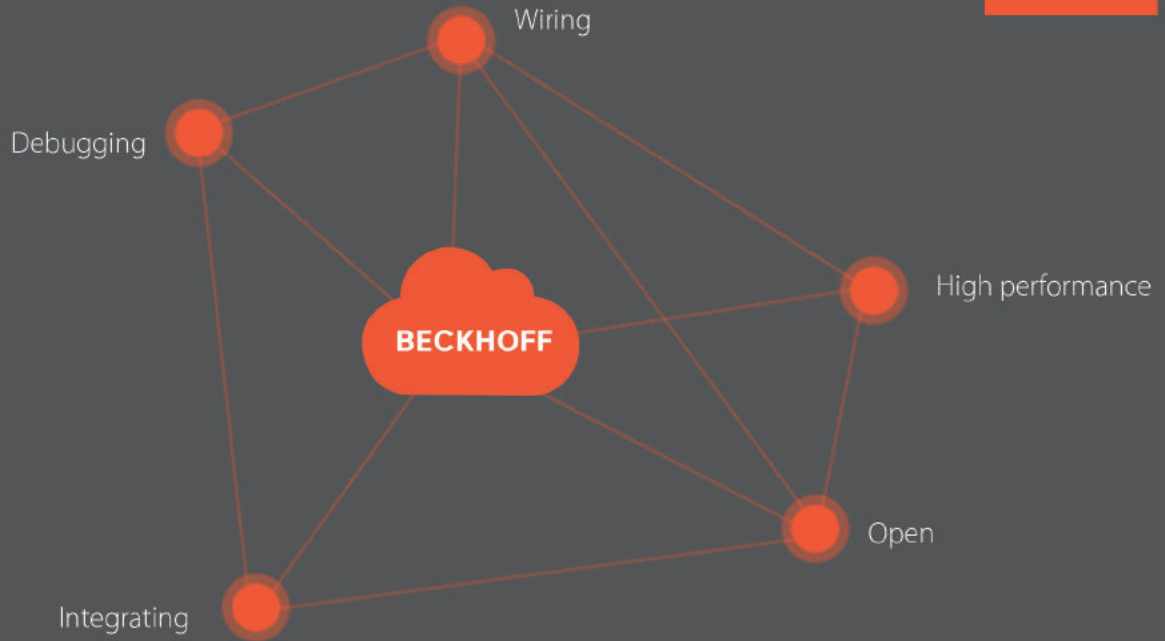 Wiring
Debugging
High performance
BECKHOFF
Open
Integrating